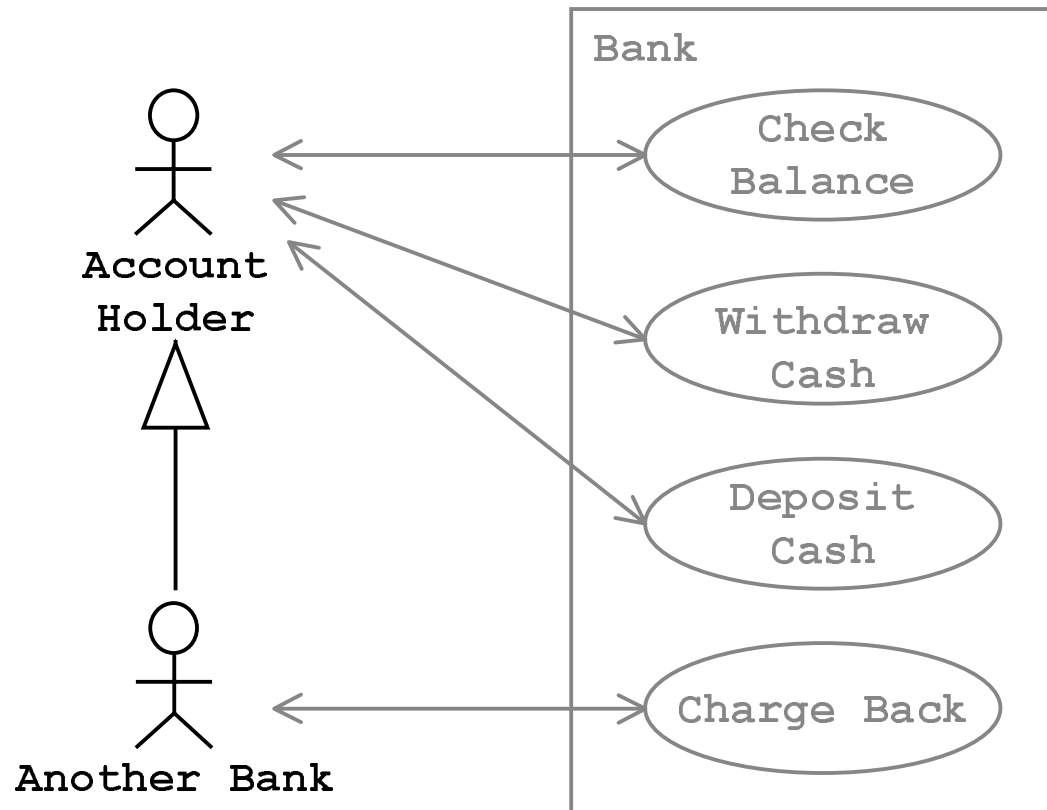 Bank
Check
Balance
Account
Holder
Withdraw
Cash
Deposit
Cash
Charge Back
Another Bank